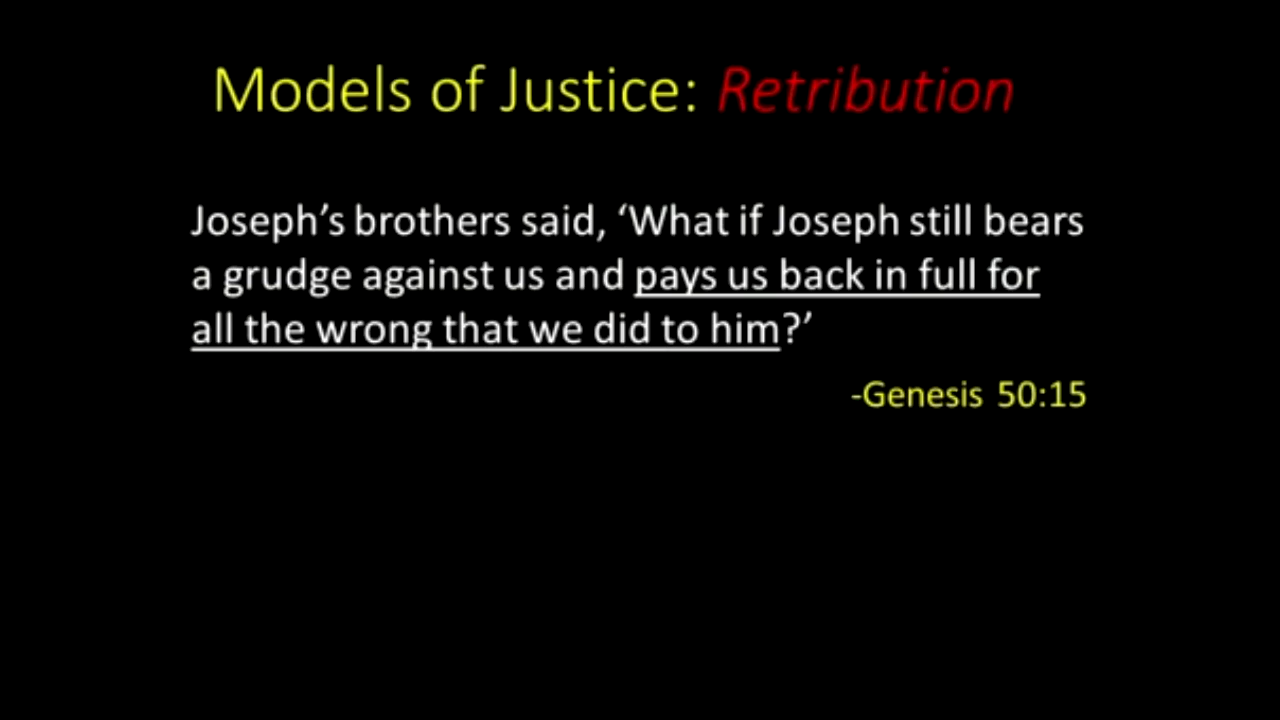 Models of Justice: Retribution
Joseph’s brothers said, ‘What if Joseph still bears
a grudge against us and pays us back in full for
all the wrong that we did to him?’
-Genesis 50:15